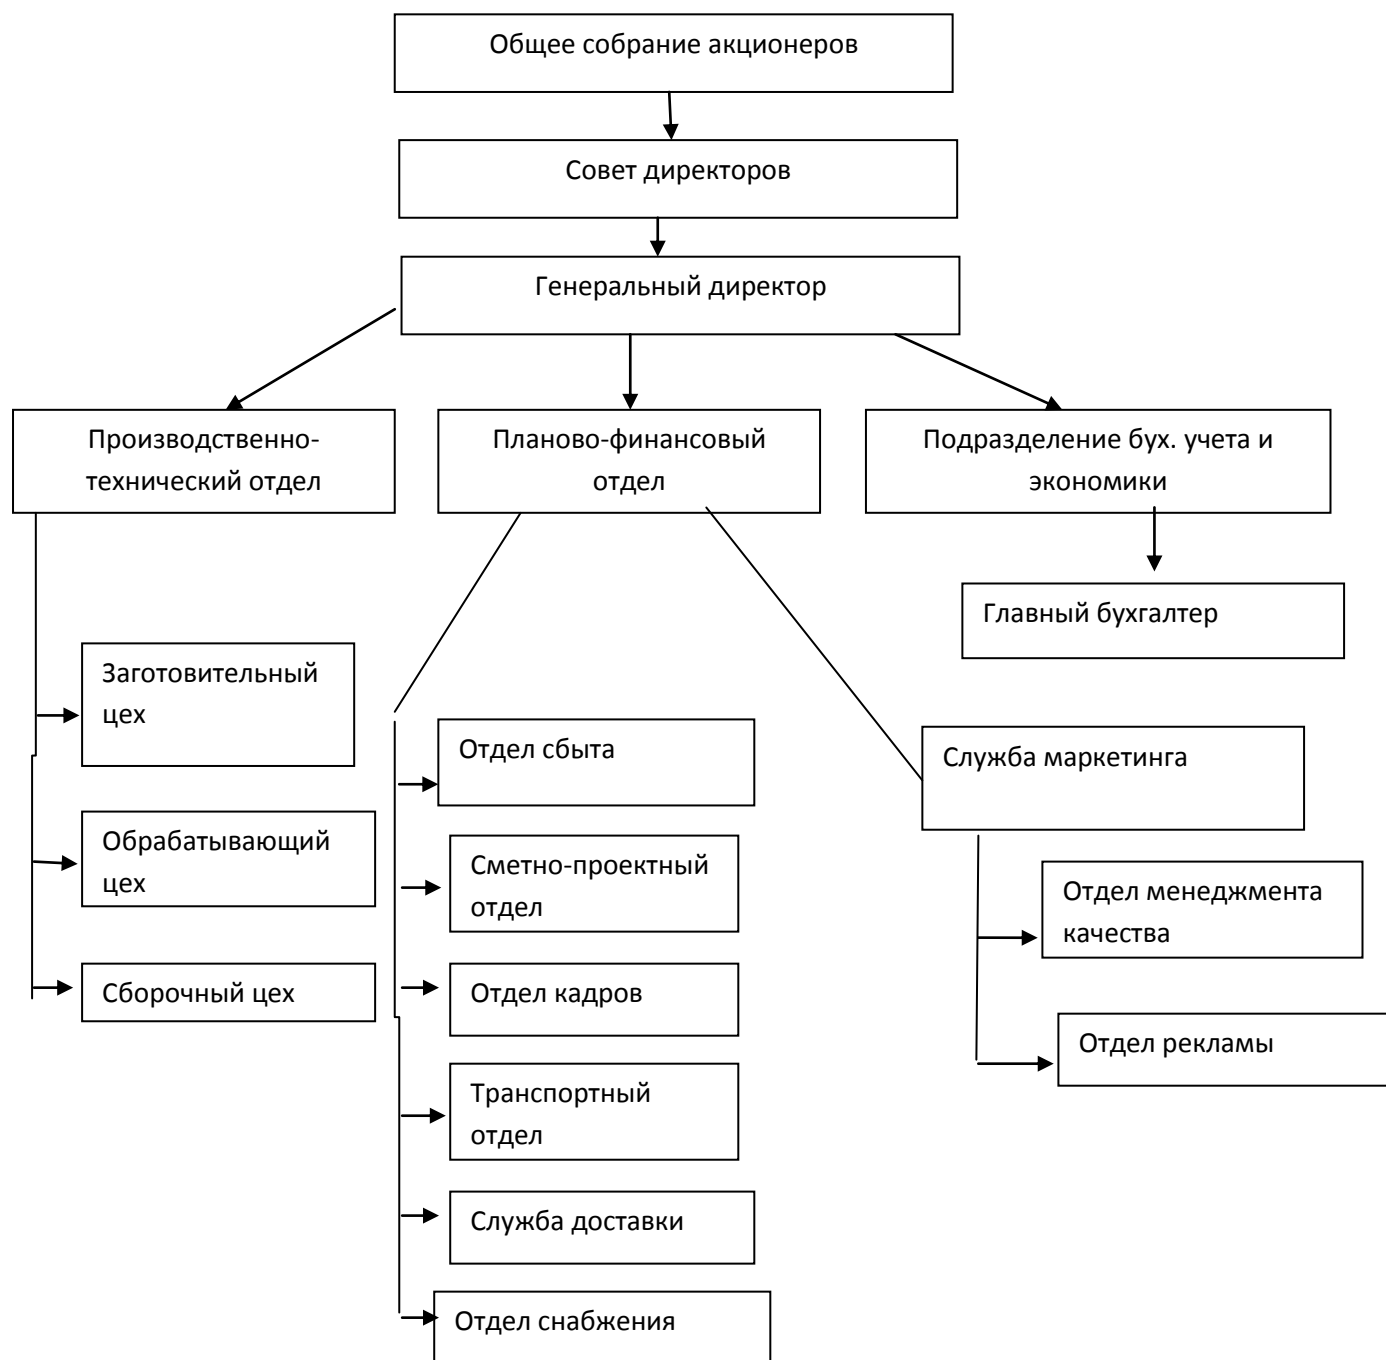 Общее собрание акционеров
Совет директоров
Генеральный директор
Производственно-
технический отдел
Планово-финансовый
отдел
Подразделение бух. учета и
экономики
Главный бухгалтер
Заготовительный
цех
Обрабатывающий
цех
Сборочный цех
Отдел сбыта
Сметно-проектный
отдел
Отдел кадров
Транспортный
отдел
Служба доставки
Отдел снабжения
Служба маркетинга
Отдел менеджмента
качества
Отдел рекламы